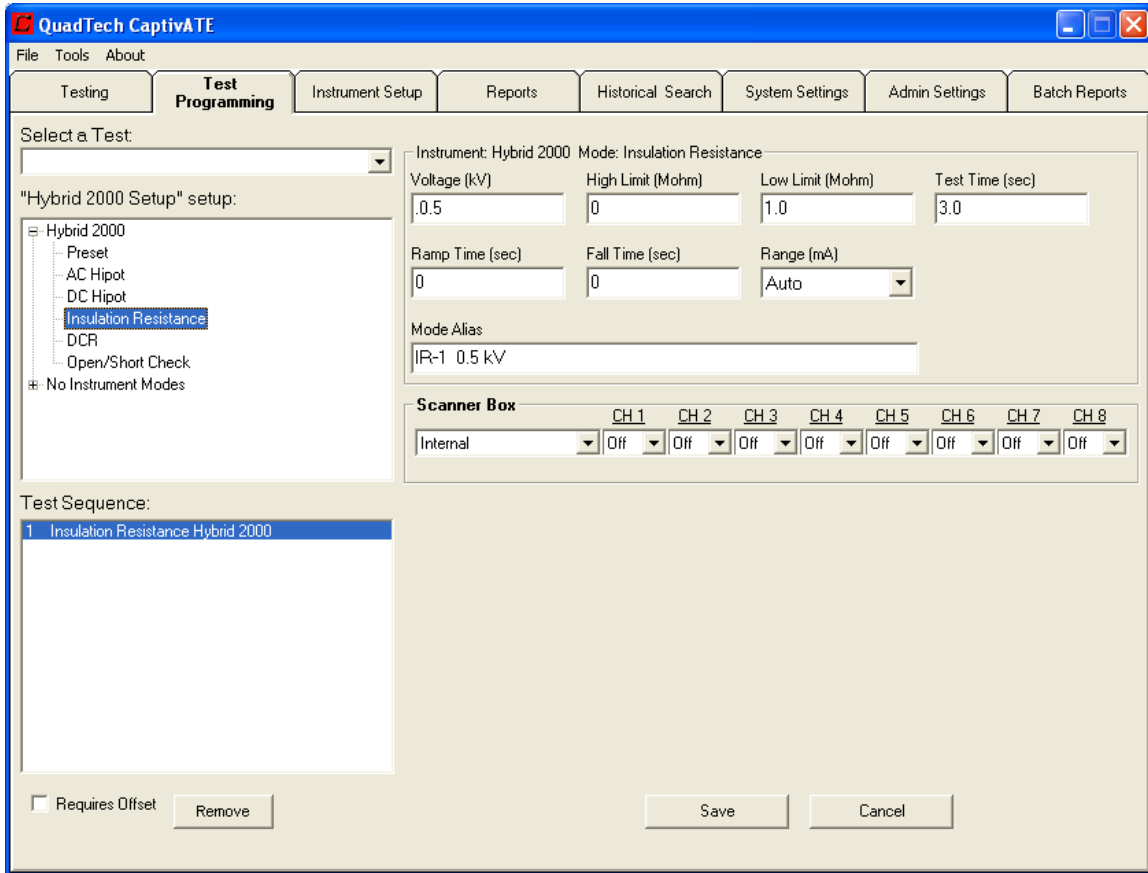 QuadTech CaptivATE
File Tools About
Testing
Test Programming
Instrument Setup
Reports
Historical Search
System Settings
Admin Settings
Batch Reports
Select a Test:
"Hybrid 2000 Setup" setup:
Hybrid 2000
Preset
AC Hipot
DC Hipot
Insulation Resistance
DCR
Open/Short Check
No Instrument Modes
Instrument: Hybrid 2000 Mode: Insulation Resistance
Voltage (kV) High Limit (Mohm) Low Limit (Mohm) Test Time (sec)
.0.5 0 1.0 3.0
Ramp Time (sec) Fall Time (sec) Range (mA)
0 0 Auto
Mode Alias
IR-1 0.5 kV
Scanner Box
CH 1 CH 2 CH 3 CH 4 CH 5 CH 6 CH 7 CH 8
Internal Off Off Off Off Off Off Off Off
Test Sequence:
1 Insulation Resistance Hybrid 2000
Requires Offset
Remove
Save
Cancel